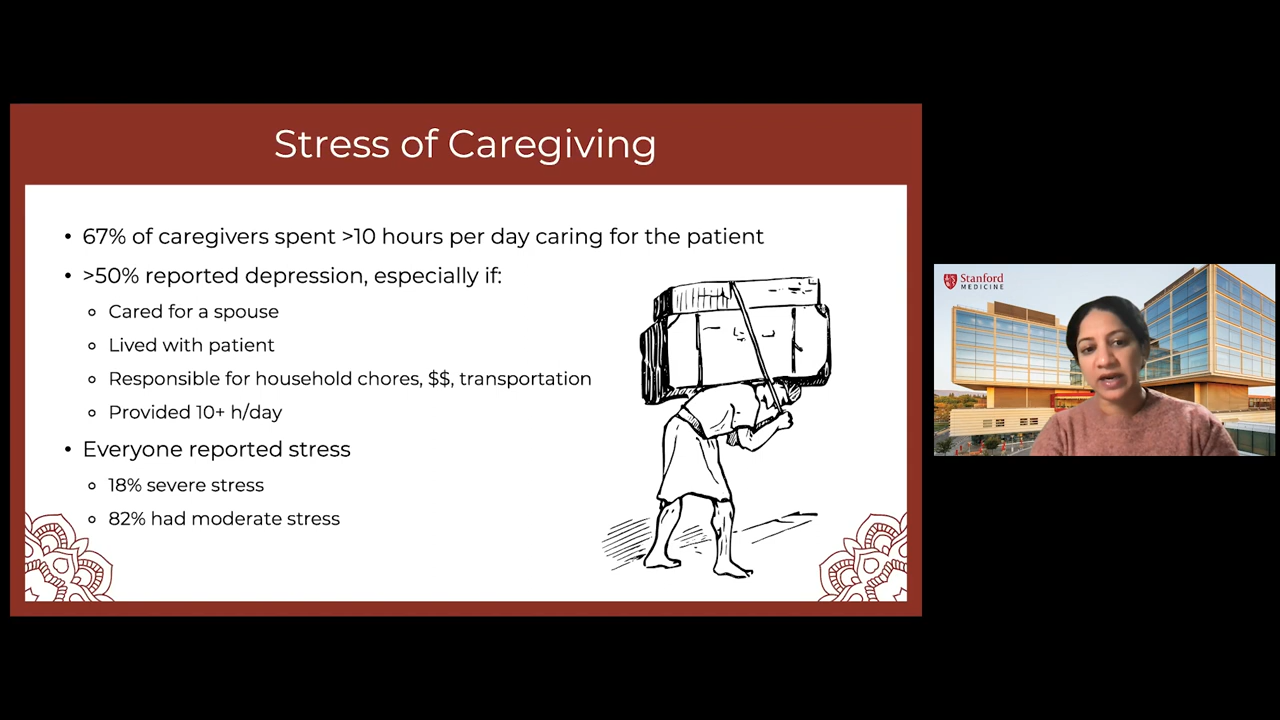 Stress of Caregiving
• 67% of caregivers spent >10 hours per day caring for the patient
• >50% reported depression, especially if:
○ Cared for a spouse
○ Lived with patient
○ Responsible for household chores, $$, transportation
○ Provided 10+ h/day
• Everyone reported stress
○ 18% severe stress
○ 82% had moderate stress
Stanford
MEDICINE